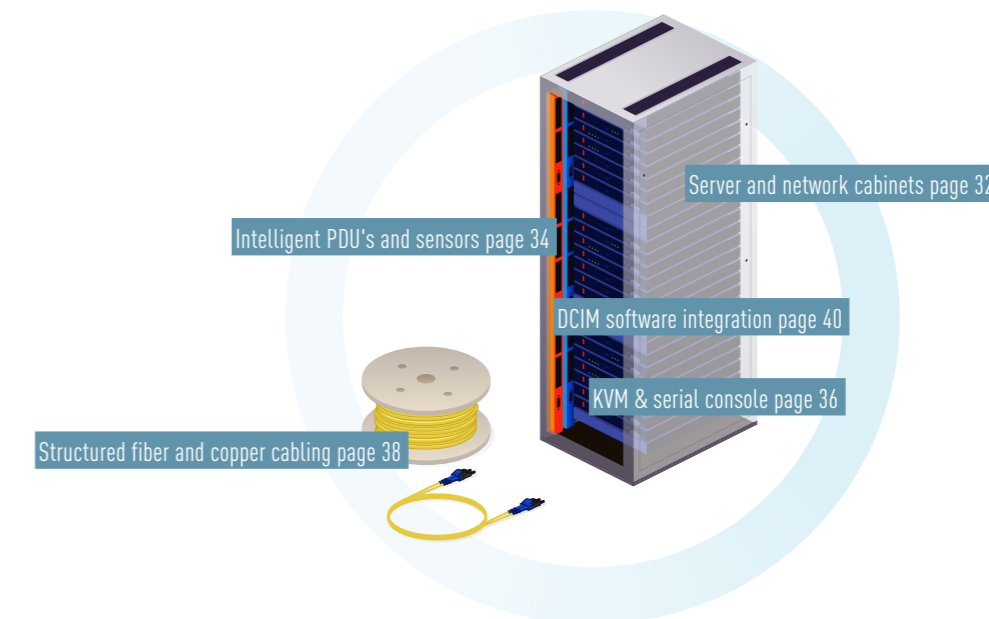 Server and network cabinets page 32
Intelligent PDU's and sensors page 34
DCIM software integration page 40
KVM & serial console page 36
Structured fiber and copper cabling page 38